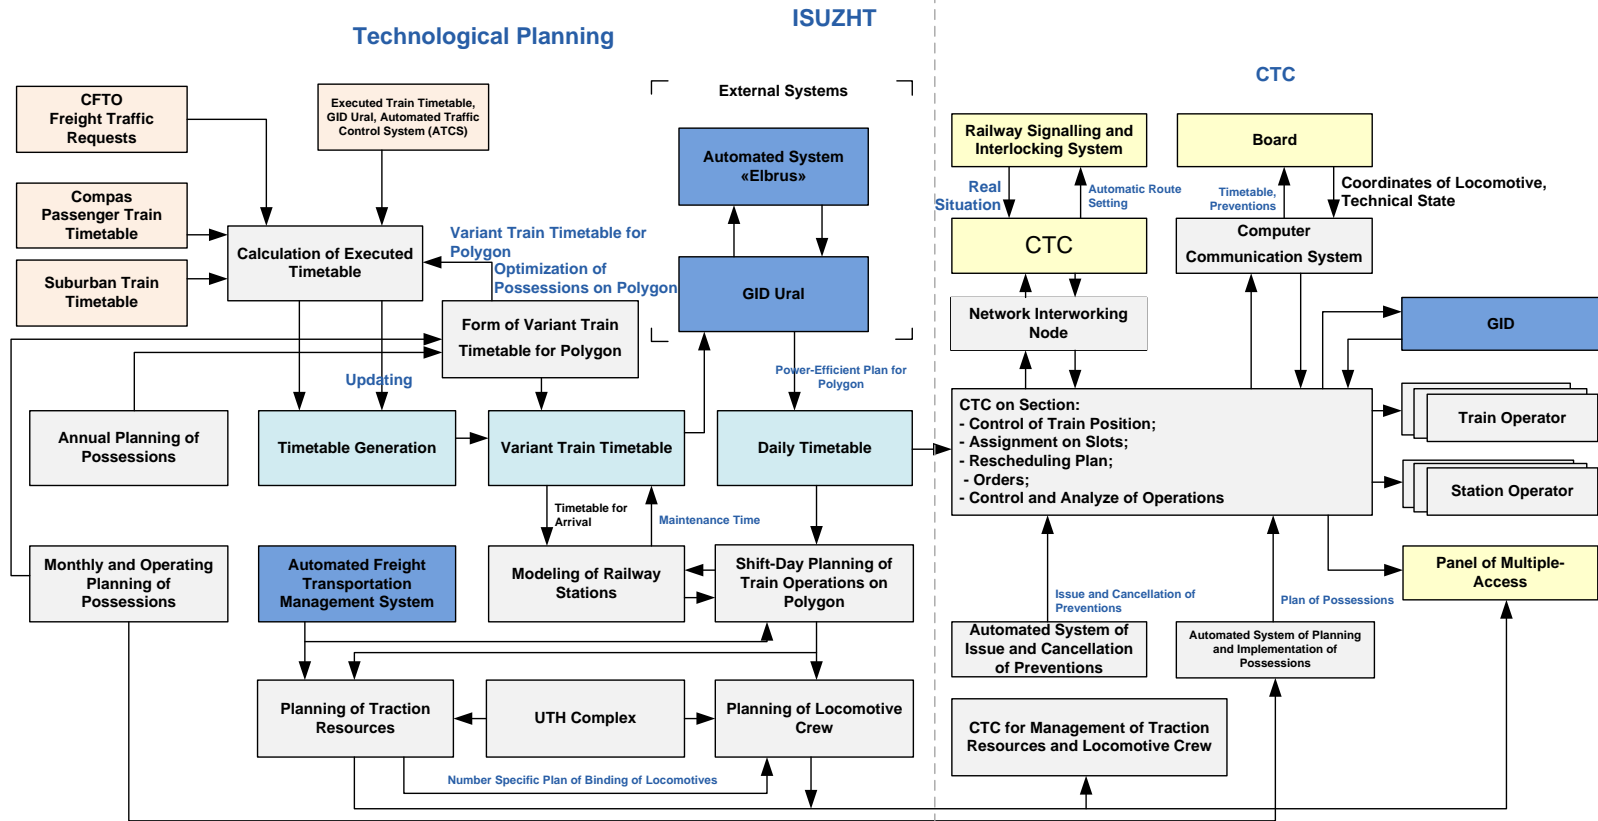 ISUZHT
Technological Planning
CTC
CFTO
Freight Traffic
Requests
Executed Train Timetable,
GID Ural, Automated Traffic
Control System (ATCS)
External Systems
Railway Signalling and
Interlocking System
Board
Automated System
«Elbrus»
Compas
Passenger Train
Timetable
Real
Situation
Automatic Route
Setting
Timetable,
Preventions
Coordinates of Locomotive,
Technical State
Calculation of Executed
Timetable
Variant Train Timetable for
Polygon
Optimization of
Possessions on Polygon
CTC
Computer
Communication System
Suburban Train
Timetable
GID Ural
Form of Variant Train
Timetable for Polygon
Network Interworking
Node
GID
Updating
Power-Efficient Plan for
Polygon
Annual Planning of
Possessions
Timetable Generation
Variant Train Timetable
Daily Timetable
CTC on Section:
- Control of Train Position;
- Assignment on Slots;
- Rescheduling Plan;
- Orders;
- Control and Analyze of Operations
Train Operator
Station Operator
Timetable for
Arrival
Maintenance Time
Monthly and Operating
Planning of
Possessions
Automated Freight
Transportation
Management System
Modeling of Railway
Stations
Shift-Day Planning of
Train Operations on
Polygon
Panel of Multiple-
Access
Issue and Cancellation of
Preventions
Plan of Possessions
Automated System of
Issue and Cancellation
of Preventions
Automated System of Planning
and Implementation of
Possessions
Planning of Traction
Resources
UTH Complex
Planning of Locomotive
Crew
CTC for Management of Traction
Resources and Locomotive Crew
Number Specific Plan of Binding of Locomotives